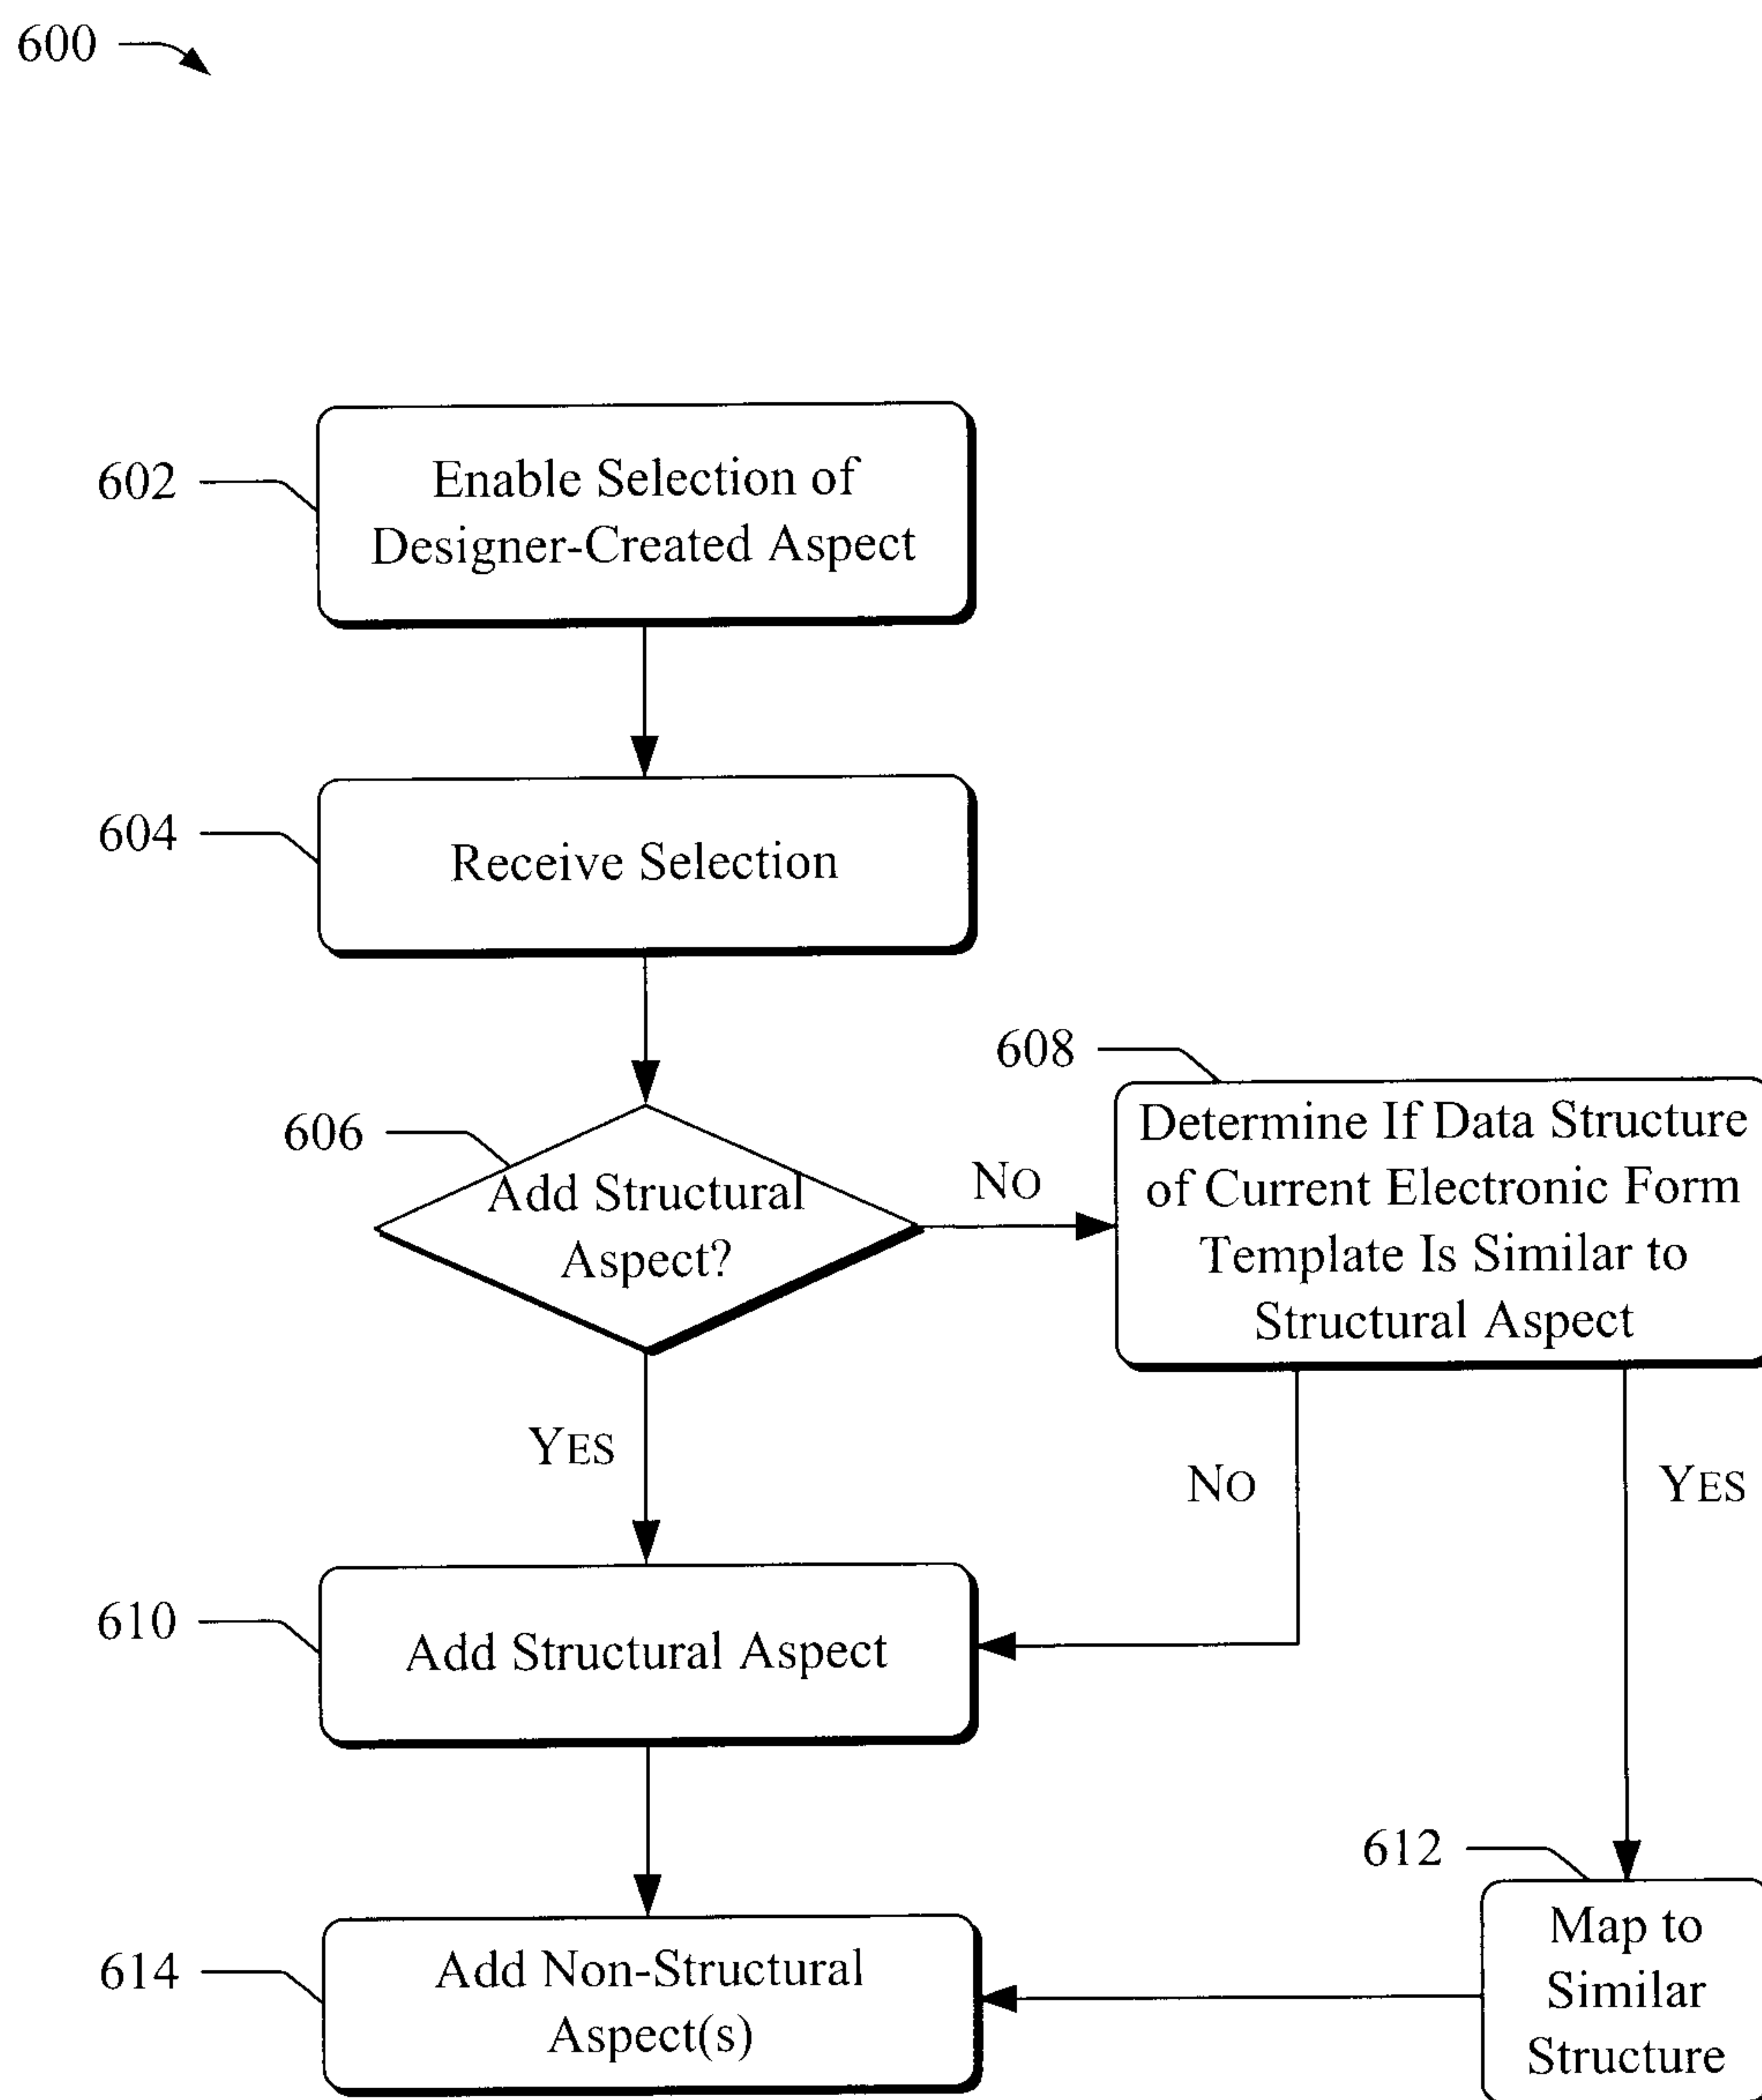 600
602
Enable Selection of
Designer-Created Aspect
604
Receive Selection
606
Add Structural
Aspect?
NO
608
Determine If Data Structure
of Current Electronic Form
Template Is Similar to
Structural Aspect
YES
NO
YES
610
Add Structural Aspect
612
Map to
Similar
Structure
614
Add Non-Structural
Aspect(s)